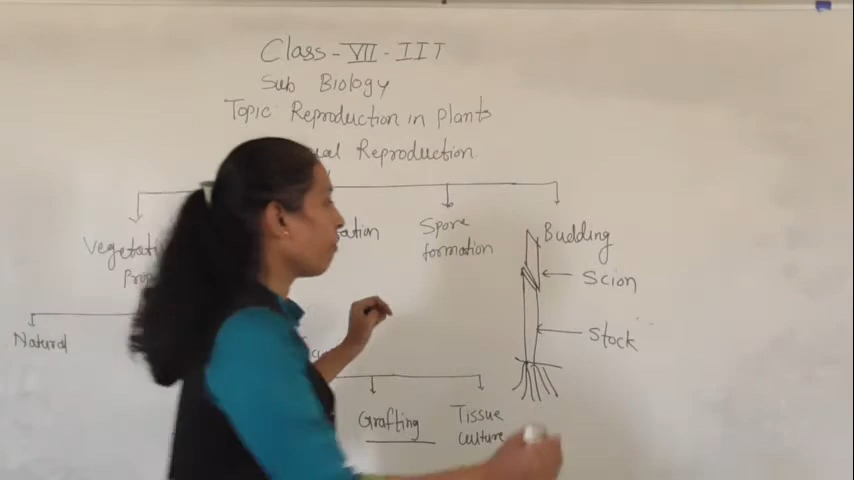 Class - VII - IIT
Sub Biology
Topic Reproduction in plants
Reproduction
Budding
Spore
formation
Scion
Natural
Stock
Grafting
Tissue
culture